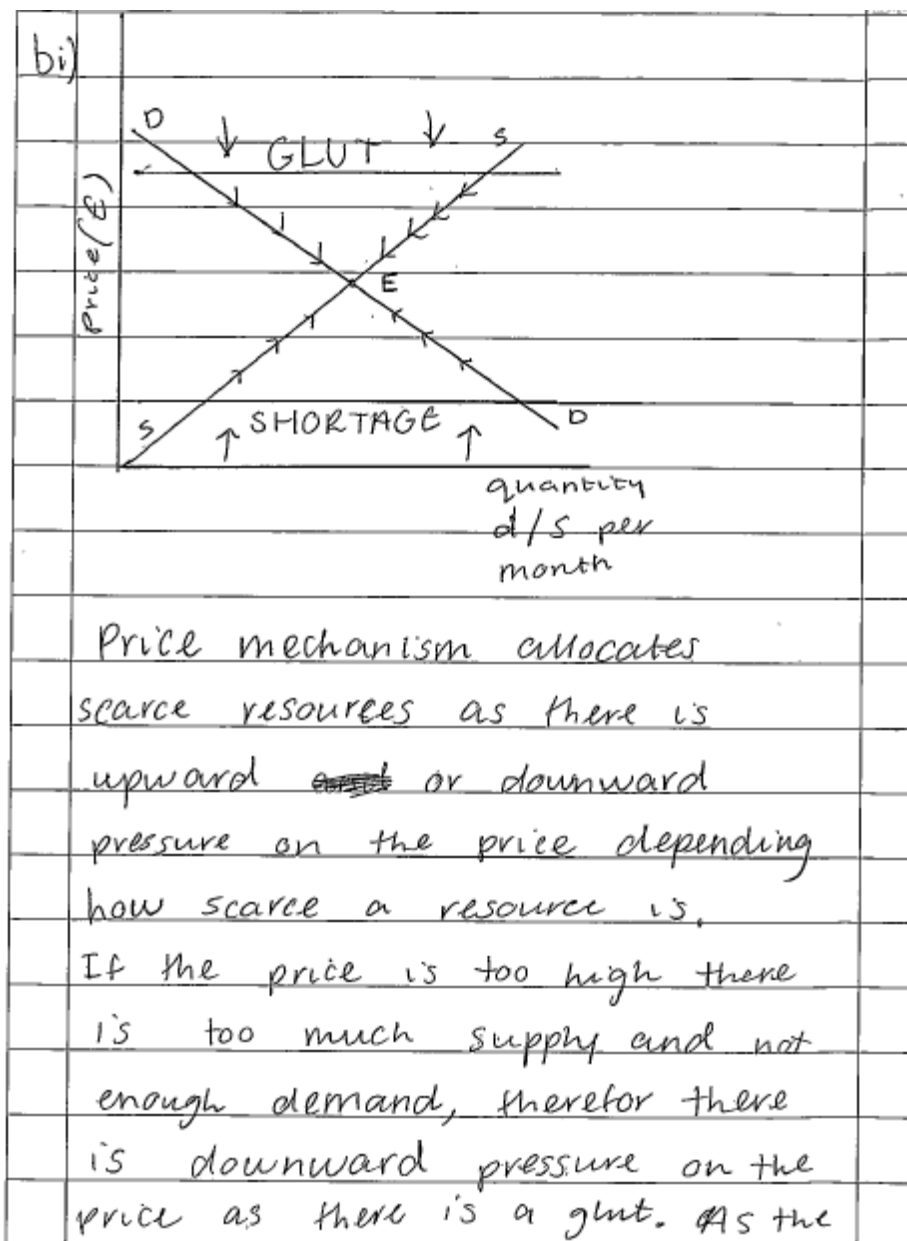 bi)
D
S
GLUT
Price (£)
E
S
SHORTAGE
D
quantity
d/s per
month
Price mechanism allocates
scarce resources as there is
upward or downward
pressure on the price depending
how scarce a resource is.
If the price is too high there
is too much supply and not
enough demand, therefor there
is downward pressure on the
price as there is a glut. As the